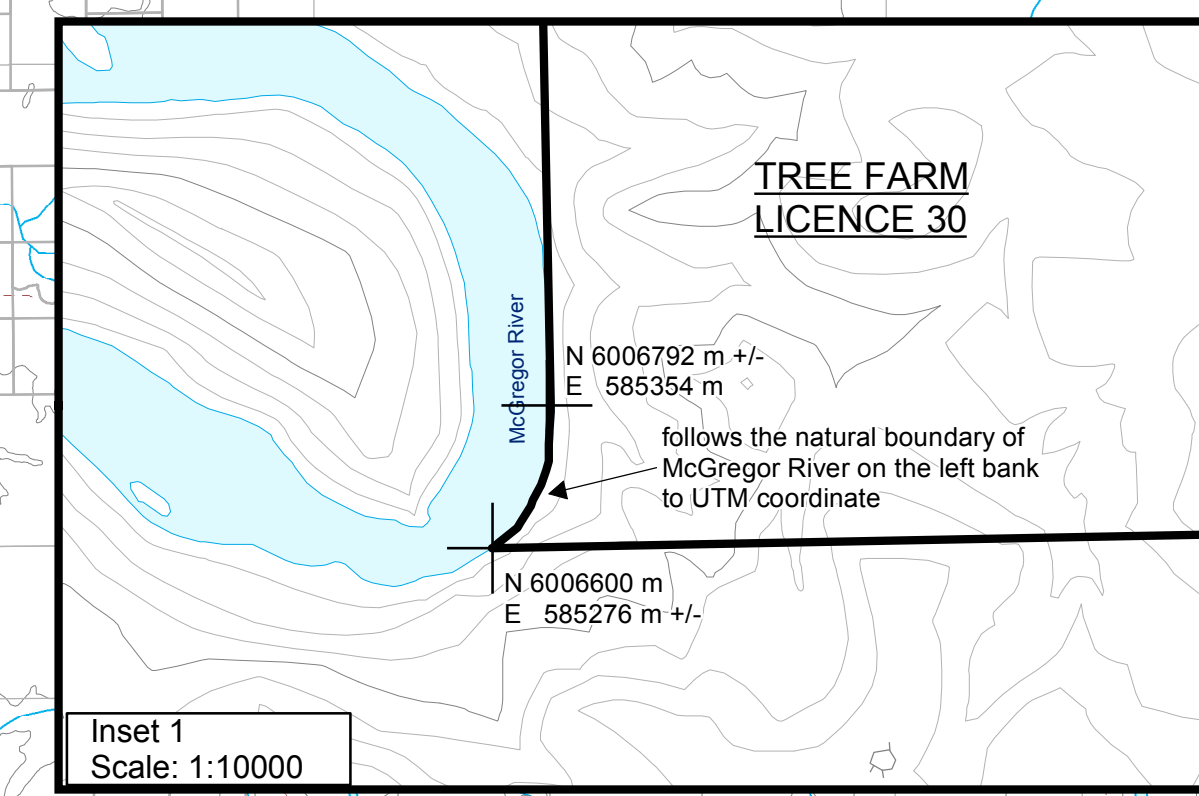 TREE FARM
LICENCE 30
McGregor River
N 6006792 m +/-
E 585354 m
follows the natural boundary of
McGregor River on the left bank
to UTM coordinate
N 6006600 m
E 585276 m +/-
Inset 1
Scale: 1:10000